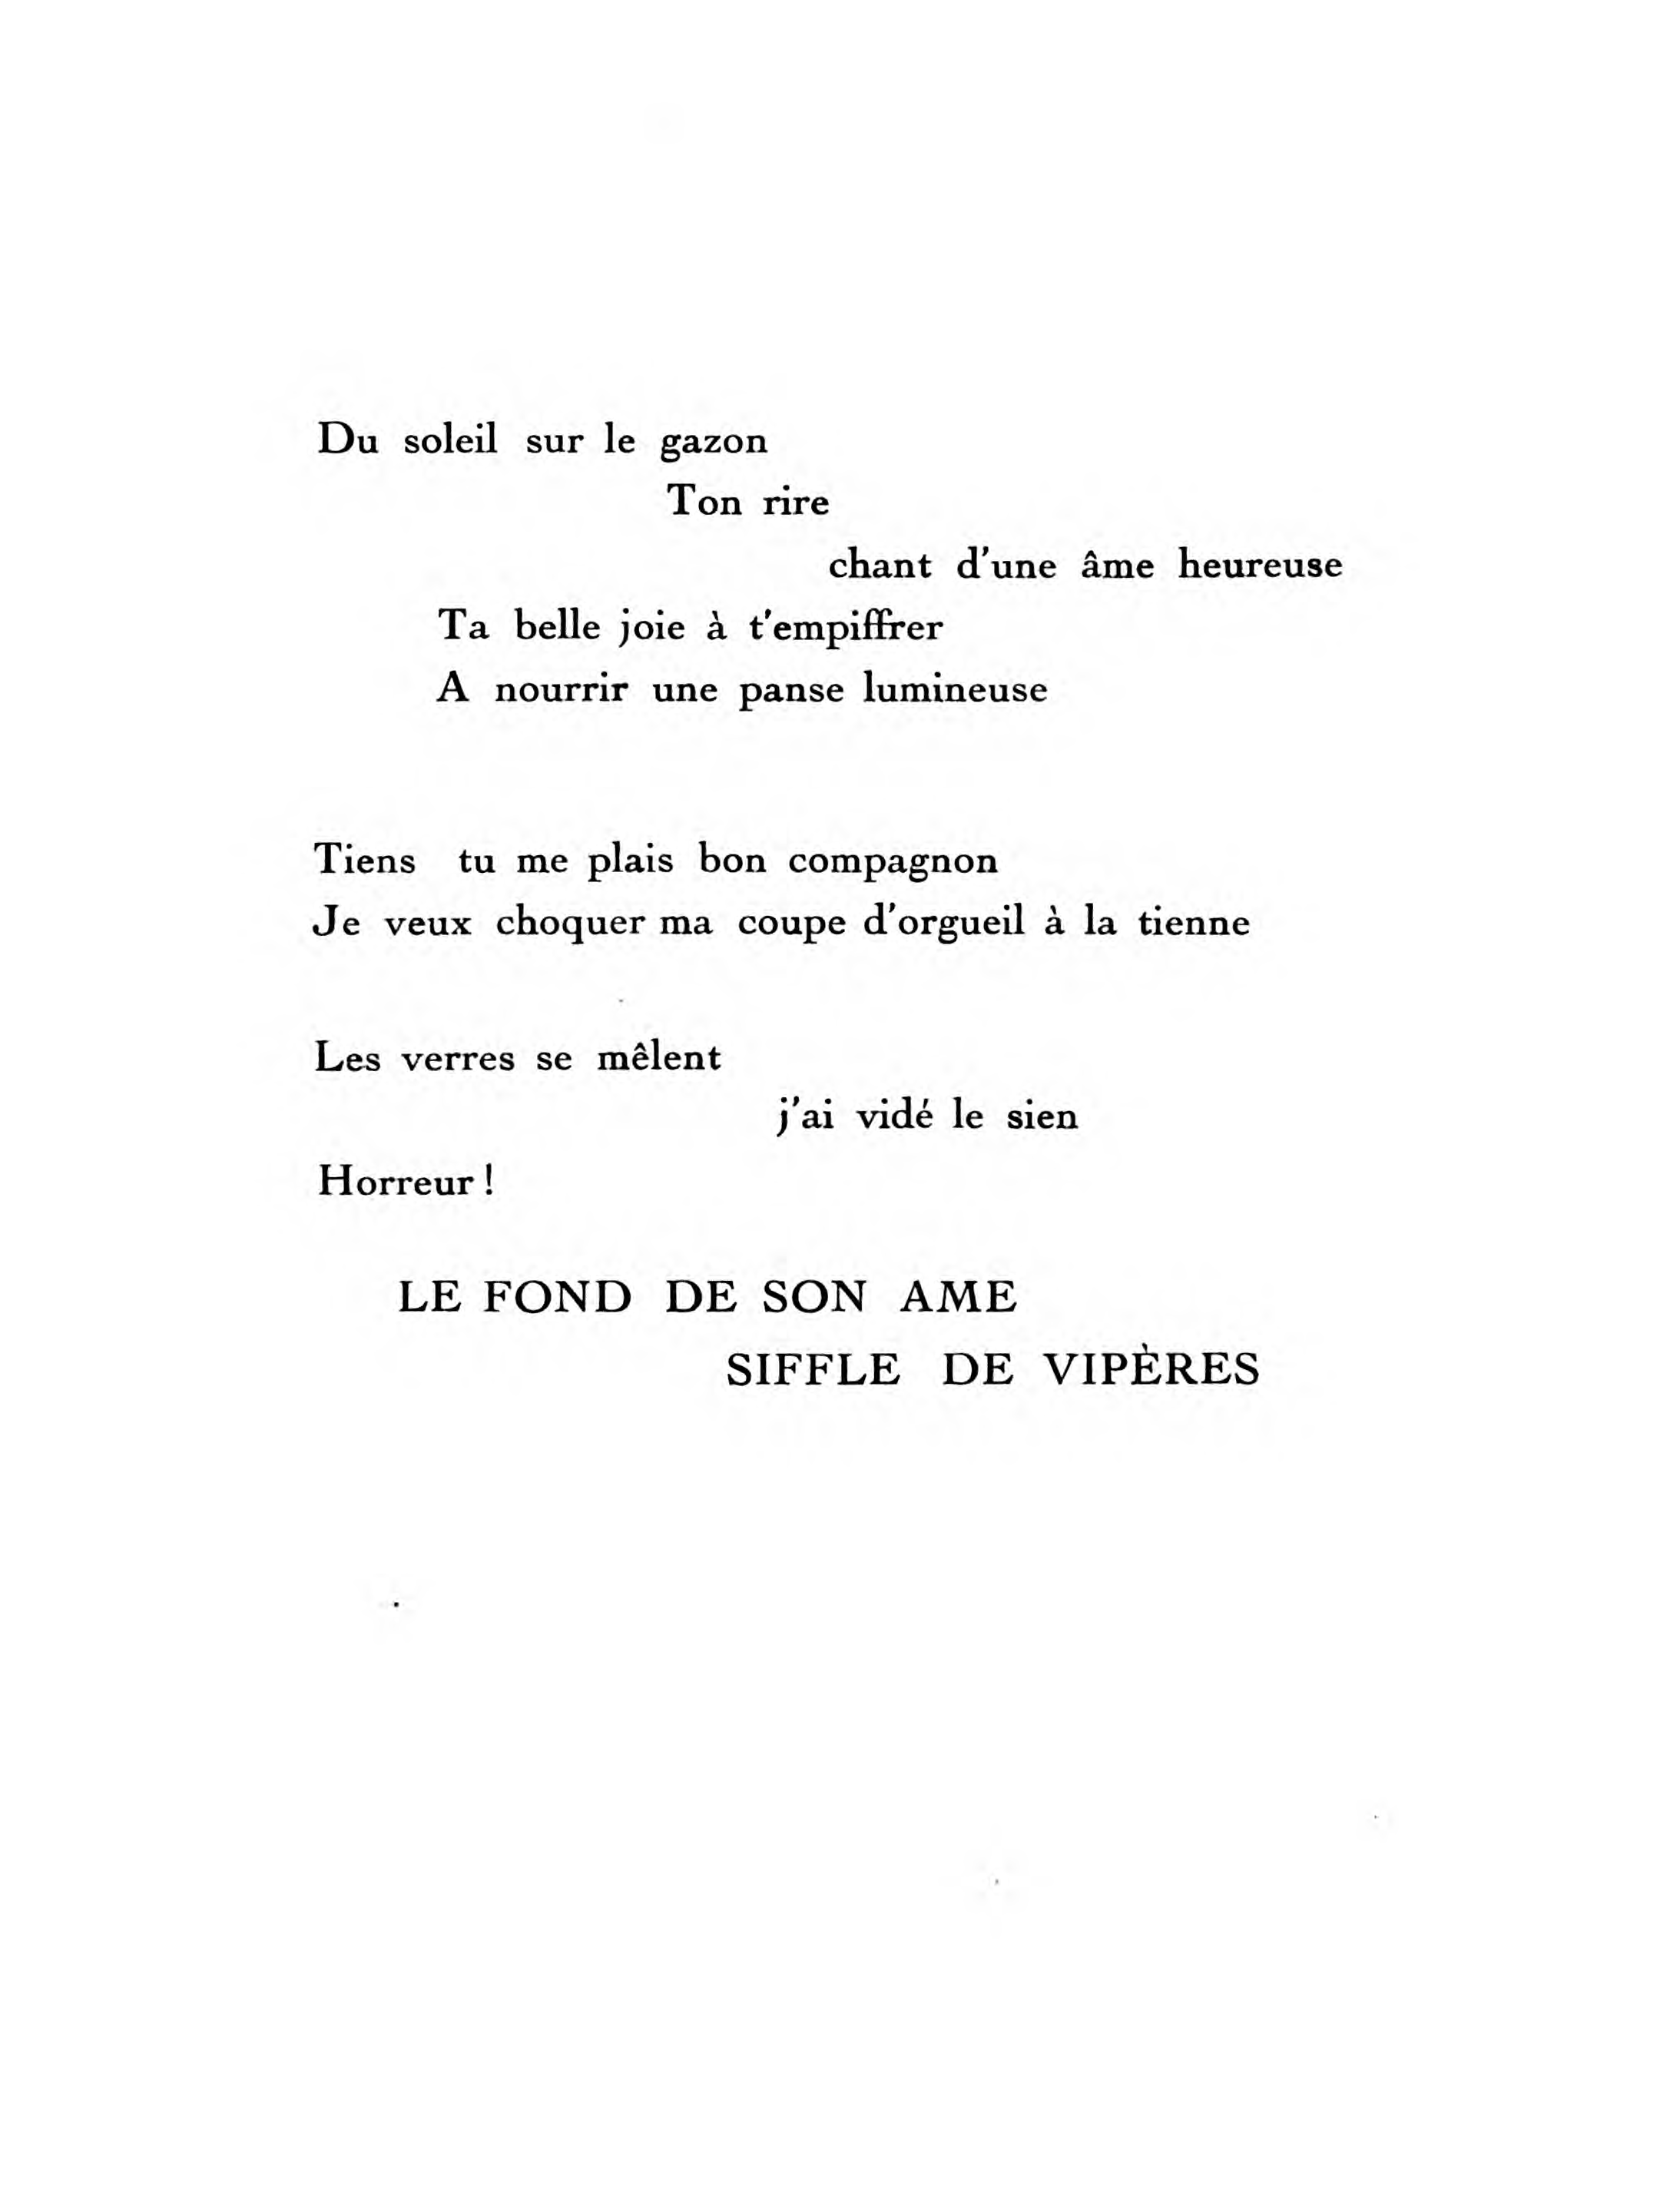 Du soleil sur le gazon
Ton rire
chant d'une âme heureuse
Ta belle joie à t'empiffrer
A nourrir une panse lumineuse
Tiens tu me plais bon compagnon
Je veux choquer ma coupe d'orgueil à la tienne
Les verres se mêlent
j'ai vidé le sien
Horreur !
LE FOND DE SON AME
SIFFLE DE VIPÈRES